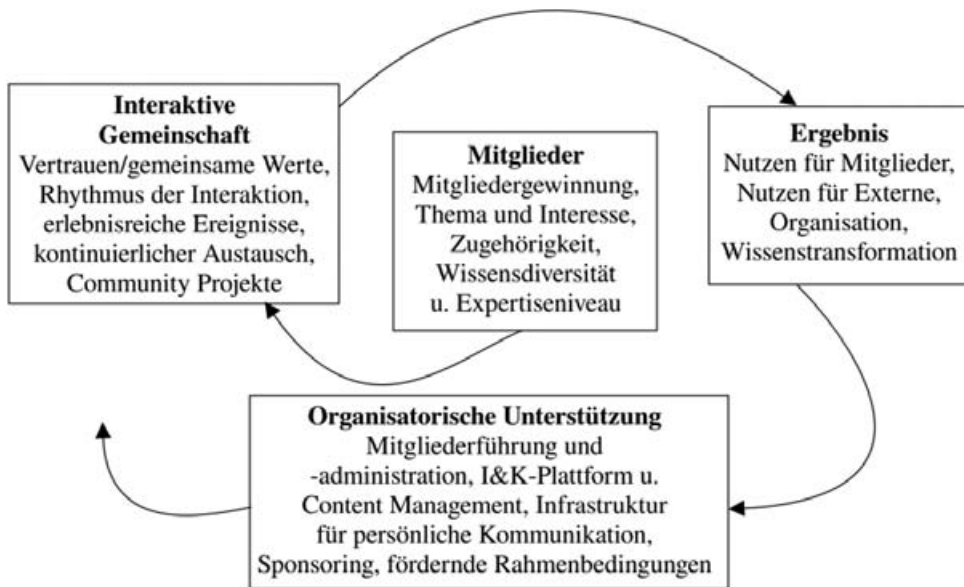 Interaktive
Gemeinschaft
Vertrauen/gemeinsame Werte,
Rhythmus der Interaktion,
erlebnisreiche Ereignisse,
kontinuierlicher Austausch,
Community Projekte
Mitglieder
Mitgliedergewinnung,
Thema und Interesse,
Zugehörigkeit,
Wissensdiversität
u. Expertiseniveau
Ergebnis
Nutzen für Mitglieder,
Nutzen für Externe,
Organisation,
Wissenstransformation
Organisatorische Unterstützung
Mitgliederführung und
-administration, I&K-Plattform u.
Content Management, Infrastruktur
für persönliche Kommunikation,
Sponsoring, fördernde Rahmenbedingungen